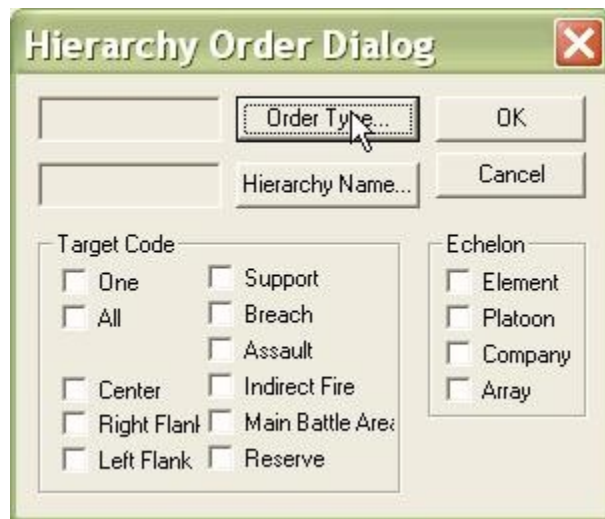 Hierarchy Order Dialog
Order Type... OK
Hierarchy Name... Cancel
Target Code Echelon
One Support Element
All Breach Platoon
Assault Company
Center Indirect Fire Array
Right Flank Main Battle Area
Left Flank Reserve